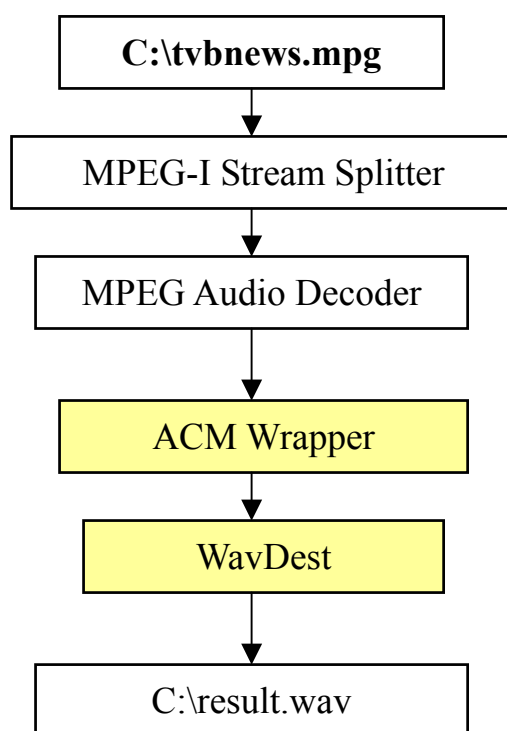 C:\tvbnews.mpg
MPEG-I Stream Splitter
MPEG Audio Decoder
ACM Wrapper
WavDest
C:\result.wav